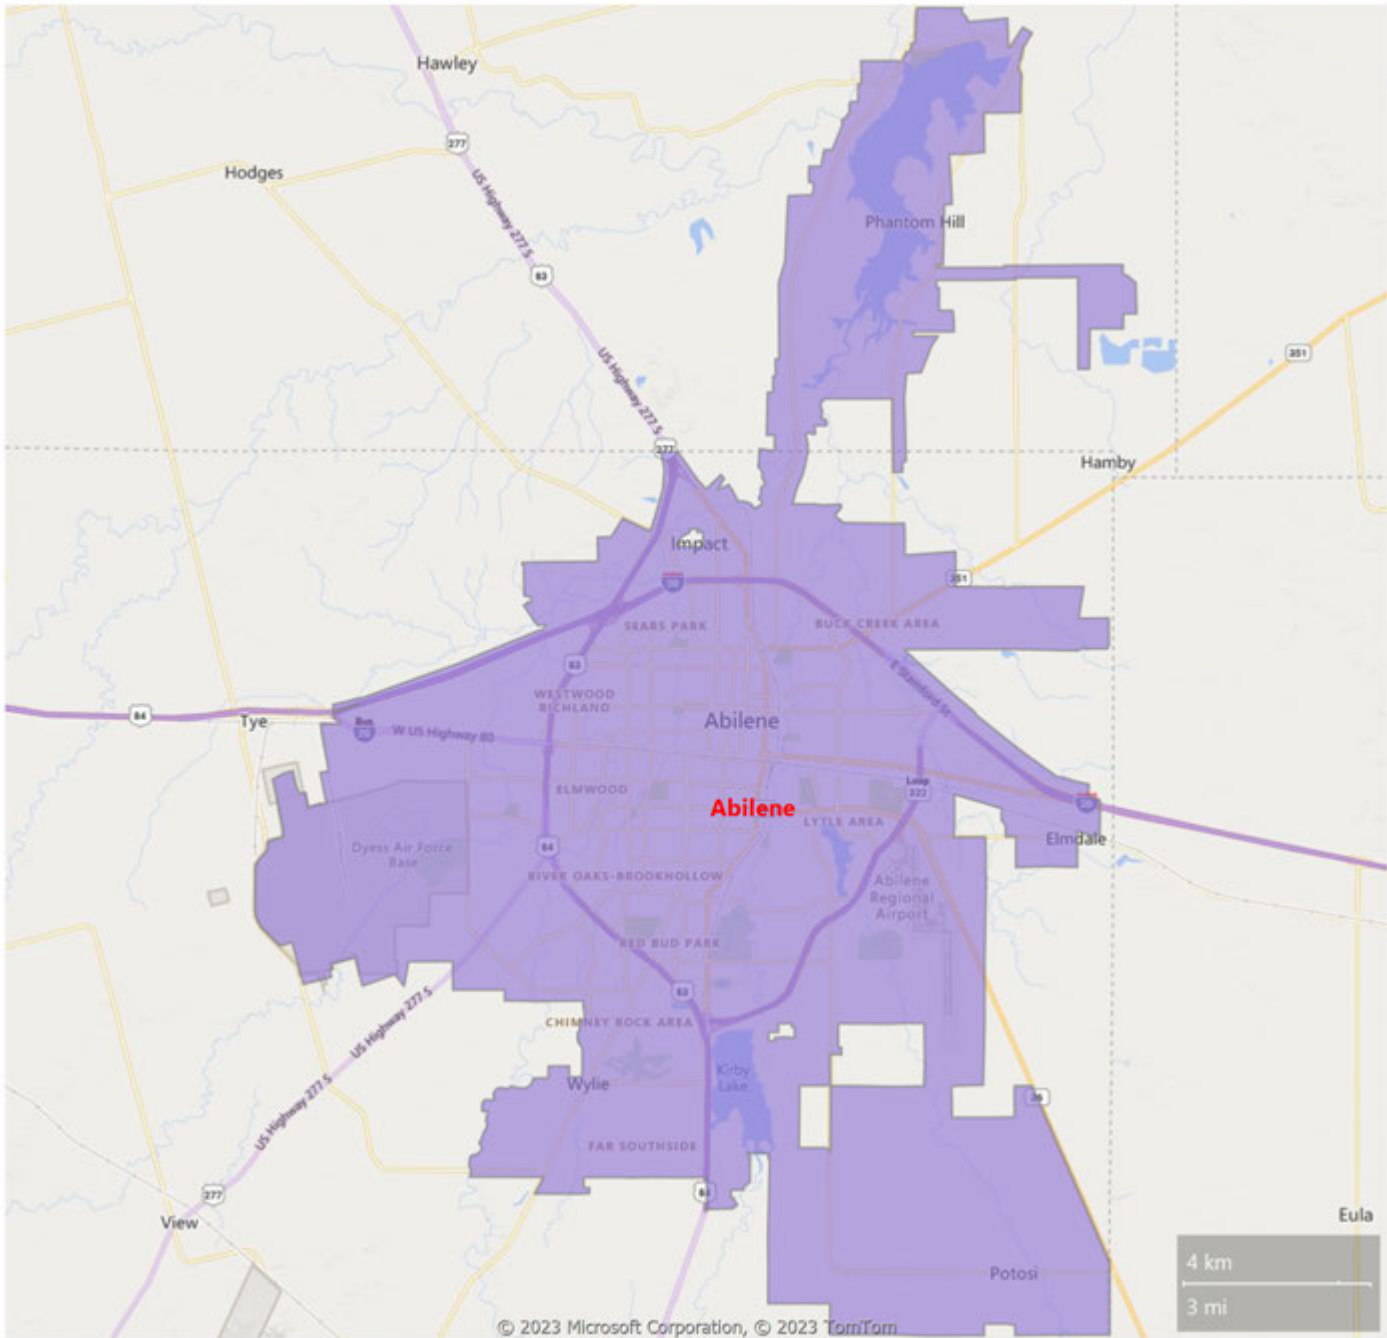 Hawley
277
Hodges
US Highway 277 S
Phantom Hill
83
351
US Highway 277 S
277
Hamby
Impact
20
351
SEARS PARK
BUCK CREEK AREA
83
E Stamford St
WESTWOOD
RICHLAND
84
Tye
Bus
20
W US Highway 80
Abilene
ELMWOOD
Loop
322
Abilene
20
LYTLE AREA
Elmdale
Dyess Air Force
Base
84
RIVER OAKS-BROOKHOLLOW
Abilene
Regional
Airport
RED BUD PARK
83
US Highway 277 S
CHIMNEY ROCK AREA
Kirby
Lake
Wylie
36
US Highway 277 S
FAR SOUTHSIDE
277
84
View
Eula
Potosi
4 km
3 mi
© 2023 Microsoft Corporation, © 2023 TomTom